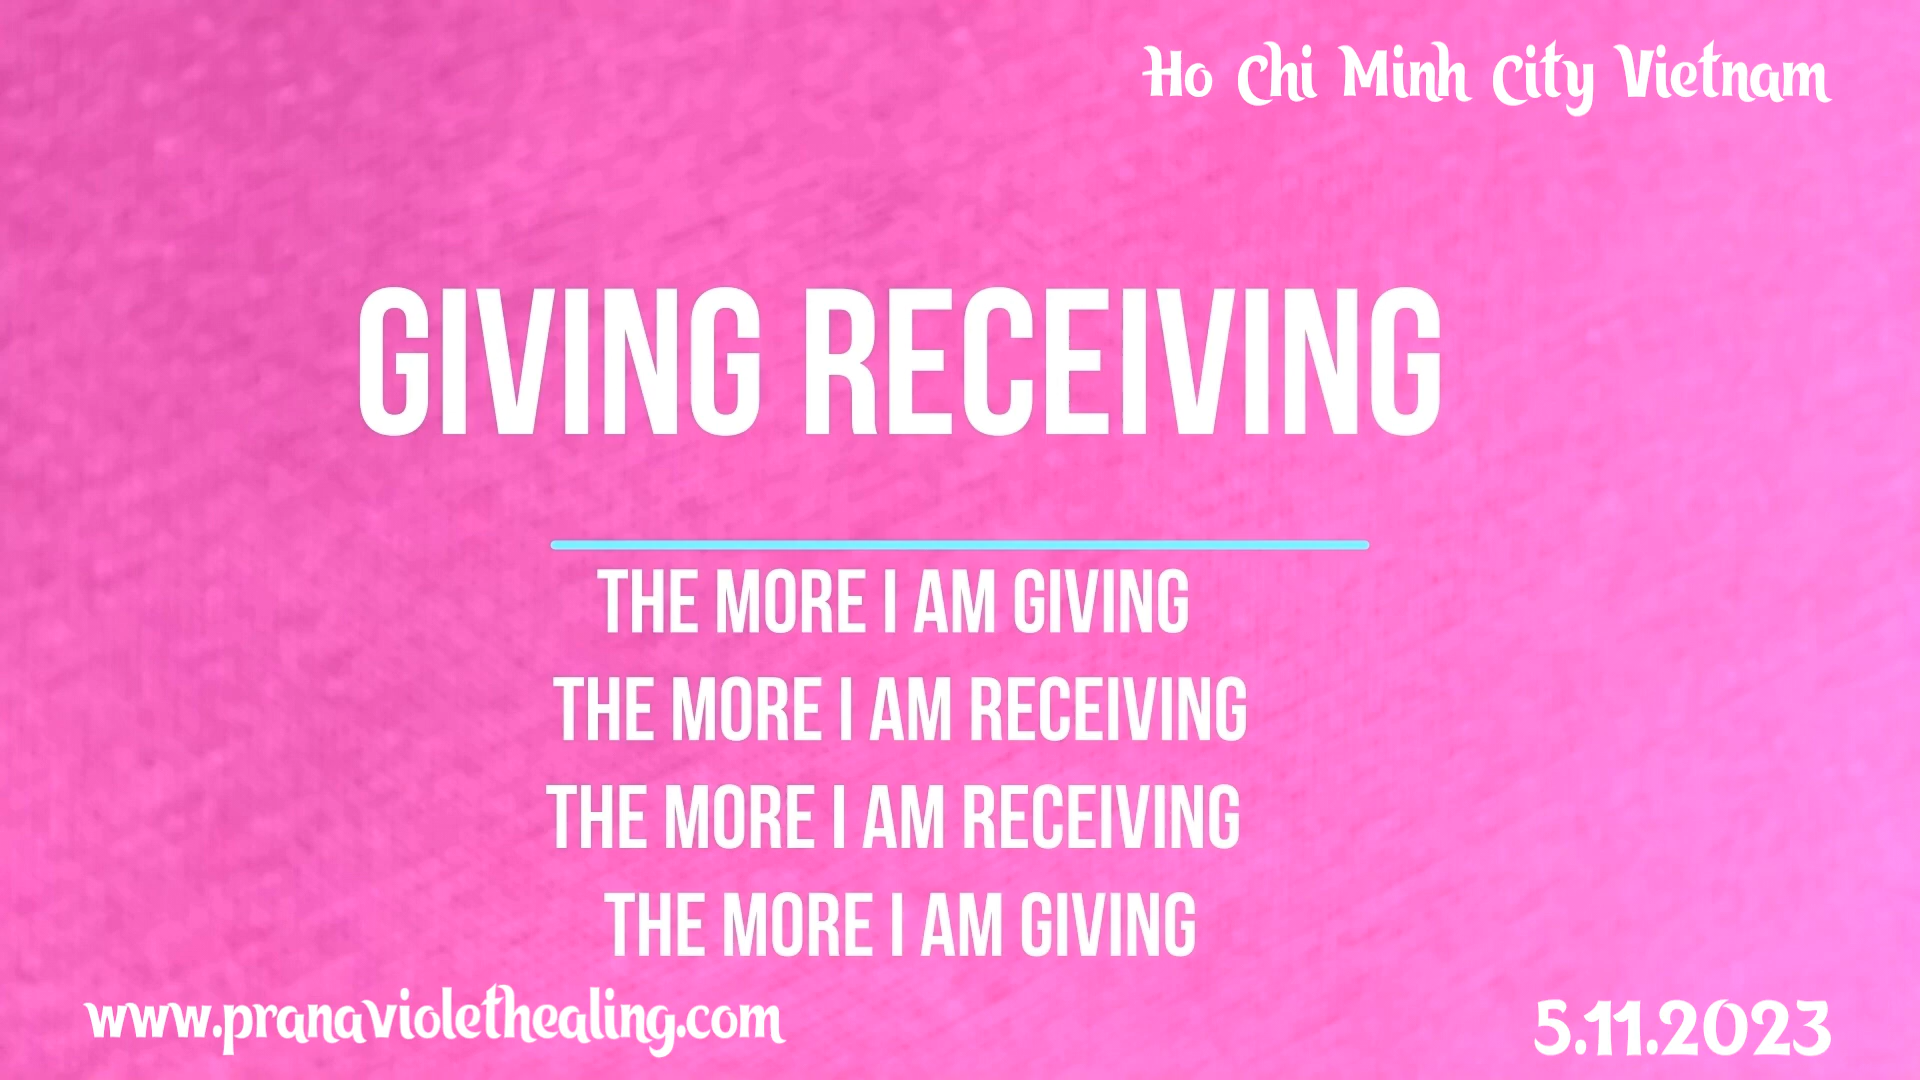 Ho Chi Minh City Vietnam
GIVING RECEIVING
THE MORE I AM GIVING
THE MORE I AM RECEIVING
THE MORE I AM RECEIVING
THE MORE I AM GIVING
www.pranaviolethealing.com
5.11.2023